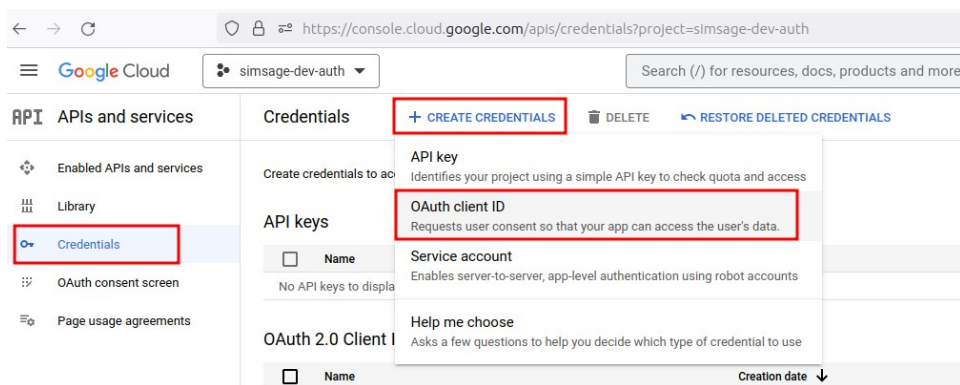 https://console.cloud.google.com/apis/credentials?project=simsage-dev-auth
Google Cloud
simsage-dev-auth
Search (/) for resources, docs, products and more
API APIs and services
Credentials
+ CREATE CREDENTIALS
DELETE
RESTORE DELETED CREDENTIALS
Enabled APIs and services
Library
Credentials
OAuth consent screen
Page usage agreements
Create credentials to ac
API key
Identifies your project using a simple API key to check quota and access
OAuth client ID
Requests user consent so that your app can access the user's data.
Service account
Enables server-to-server, app-level authentication using robot accounts
Help me choose
Asks a few questions to help you decide which type of credential to use
API keys
Name
No API keys to displa
OAuth 2.0 Client I
Name
Creation date